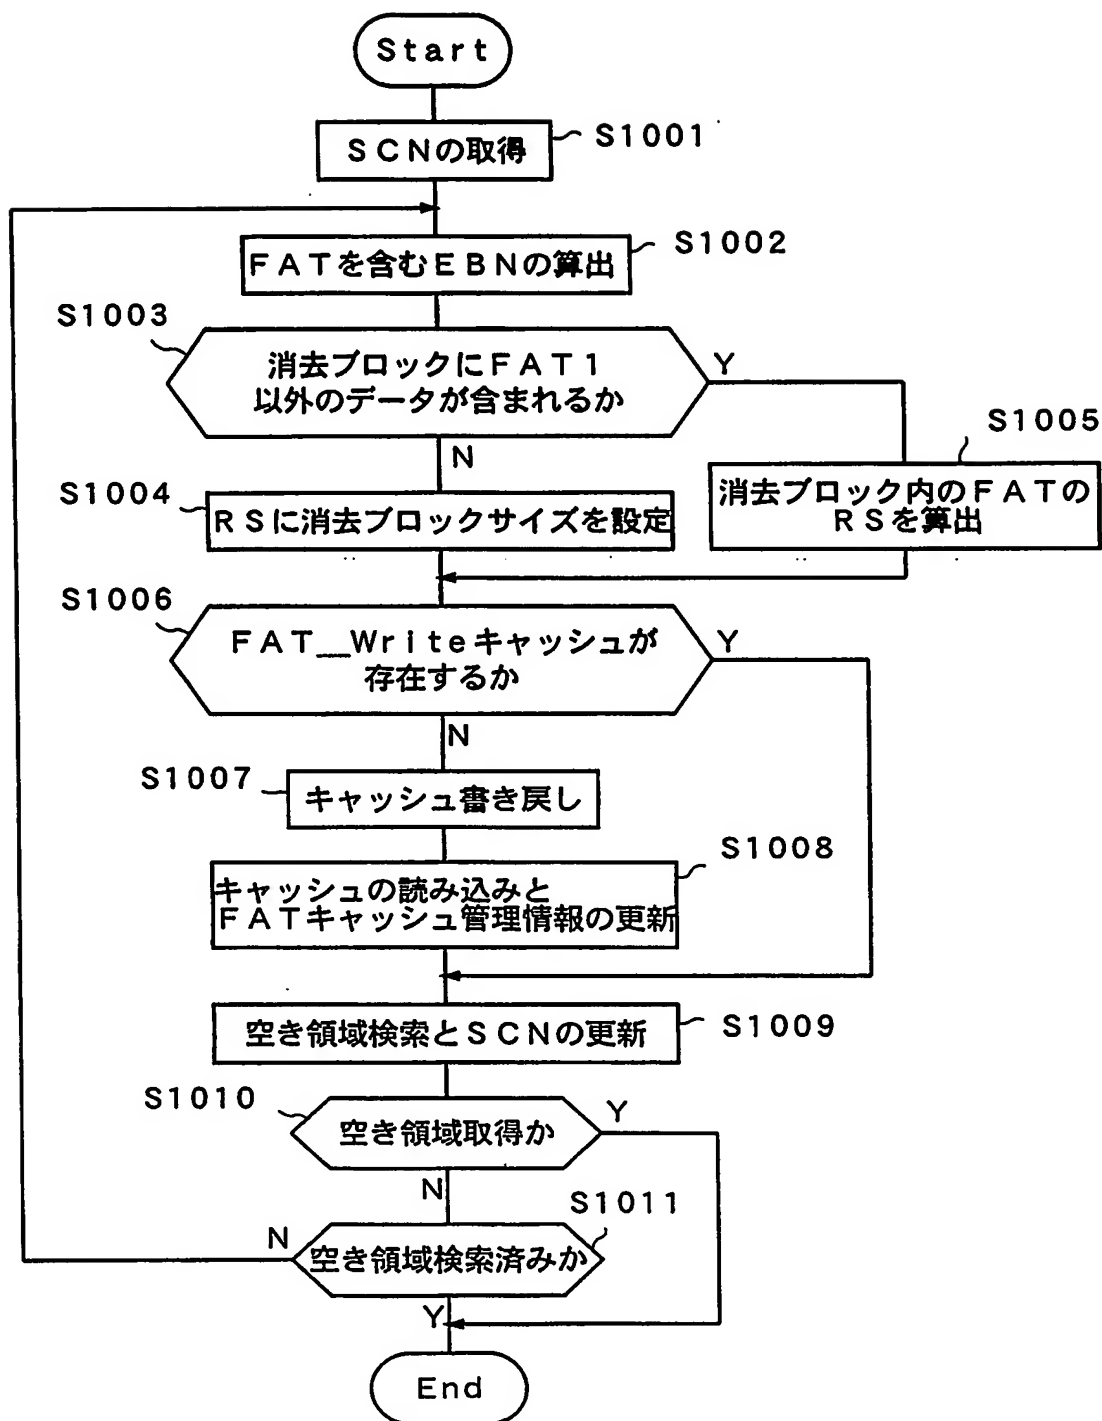 Start
SCNの取得
S1001
FATを含むEBNの算出
S1002
S1003
消去ブロックにFAT1
以外のデータが含まれるか
Y
N
S1004
RSに消去ブロックサイズを設定
S1005
消去ブロック内のFATの
RSを算出
S1006
FAT__Writeキャッシュが
存在するか
Y
N
S1007
キャッシュ書き戻し
S1008
キャッシュの読み込みと
FATキャッシュ管理情報の更新
空き領域検索とSCNの更新
S1009
S1010
空き領域取得か
Y
N
S1011
N
空き領域検索済みか
Y
End